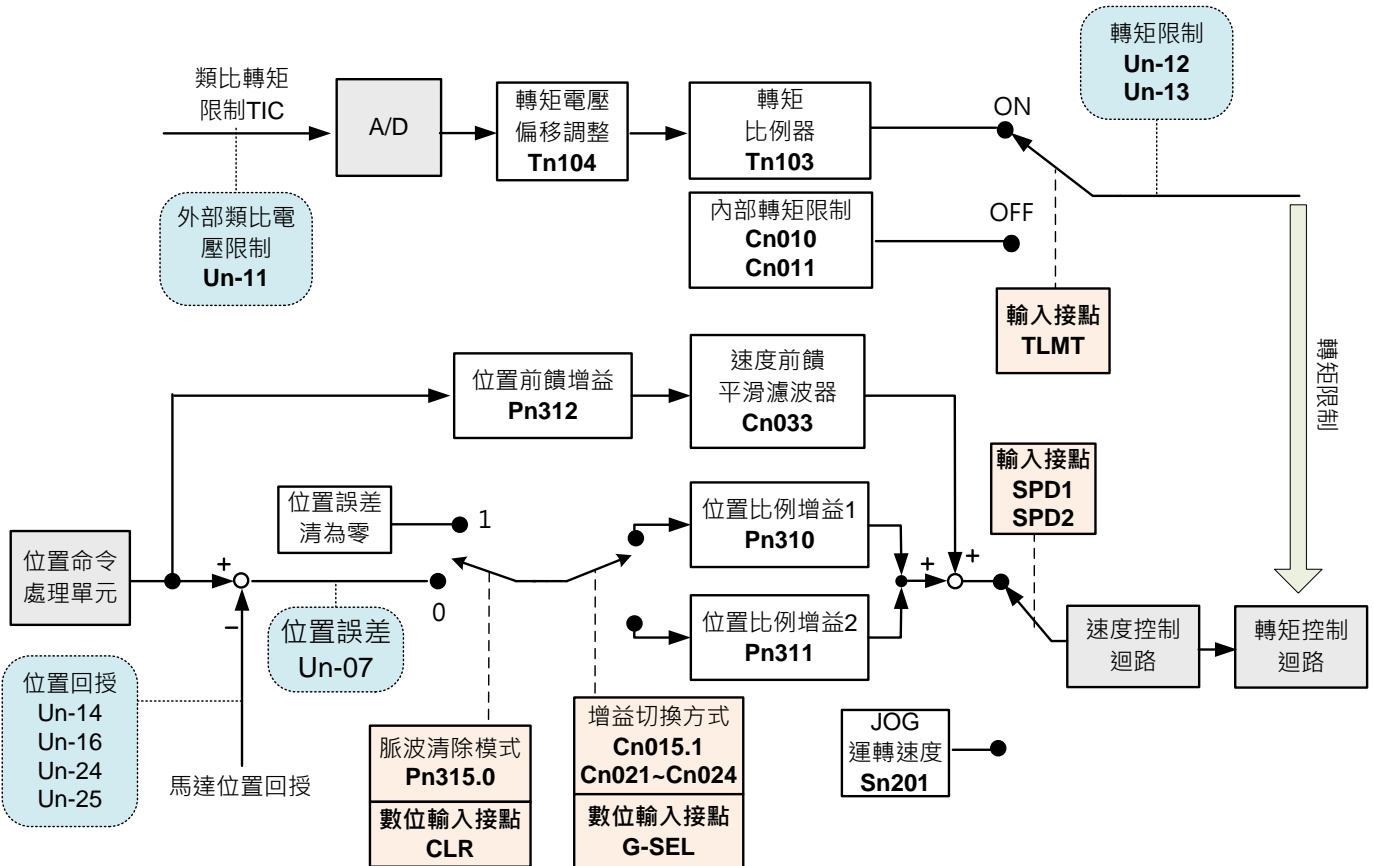 轉矩限制
Un-12
Un-13
類比轉矩
限制TIC
A/D
轉矩電壓
偏移調整
Tn104
轉矩
比例器
Tn103
ON
外部類比電
壓限制
Un-11
內部轉矩限制
Cn010
Cn011
OFF
輸入接點
TLMT
轉矩限制
位置前饋增益
Pn312
速度前饋
平滑濾波器
Cn033
輸入接點
SPD1
SPD2
位置誤差
清為零
1
位置比例增益1
Pn310
位置命令
處理單元
+
−
0
+
+
位置誤差
Un-07
位置比例增益2
Pn311
速度控制
迴路
轉矩控制
迴路
位置回授
Un-14
Un-16
Un-24
Un-25
馬達位置回授
脈波清除模式
Pn315.0
數位輸入接點
CLR
增益切換方式
Cn015.1
Cn021~Cn024
數位輸入接點
G-SEL
JOG
運轉速度
Sn201